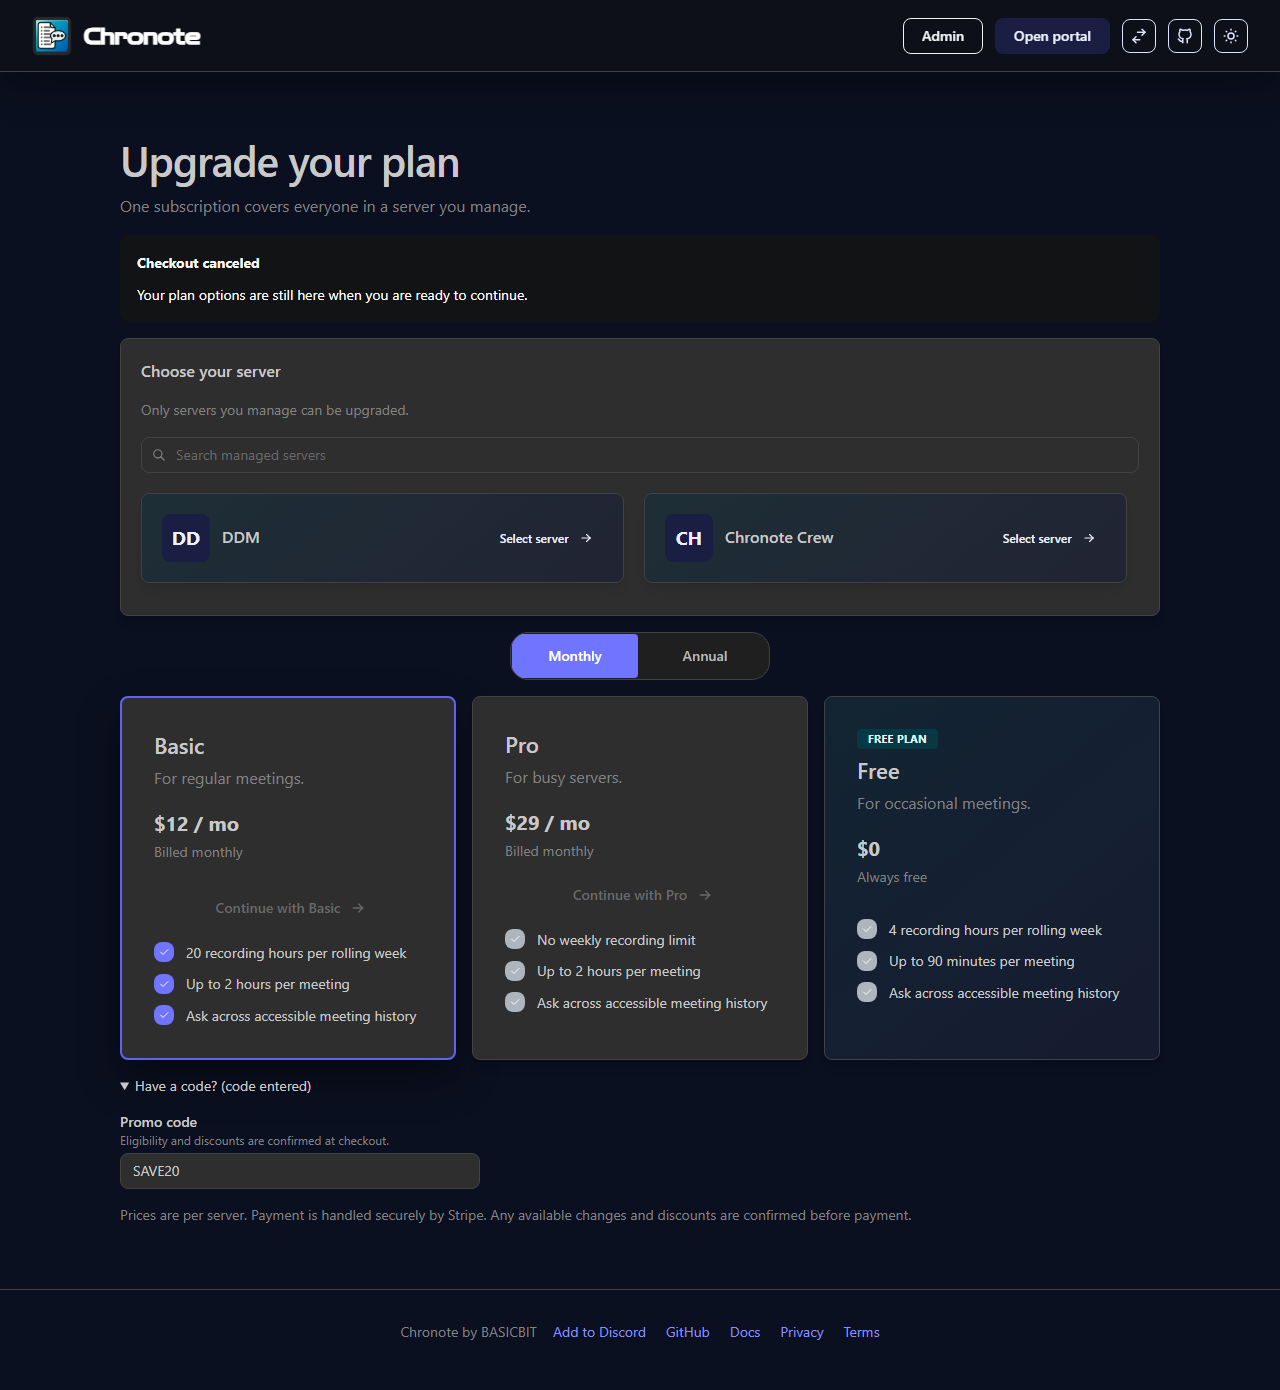 Chronote
Admin
Open portal
Upgrade your plan
One subscription covers everyone in a server you manage.
Checkout canceled
Your plan options are still here when you are ready to continue.
Choose your server
Only servers you manage can be upgraded.
Search managed servers
DD
DDM
Select server
CH
Chronote Crew
Select server
Monthly
Annual
Basic
For regular meetings.
$12 / mo
Billed monthly
Continue with Basic
20 recording hours per rolling week
Up to 2 hours per meeting
Ask across accessible meeting history
Pro
For busy servers.
$29 / mo
Billed monthly
Continue with Pro
No weekly recording limit
Up to 2 hours per meeting
Ask across accessible meeting history
FREE PLAN
Free
For occasional meetings.
$0
Always free
4 recording hours per rolling week
Up to 90 minutes per meeting
Ask across accessible meeting history
Have a code? (code entered)
Promo code
Eligibility and discounts are confirmed at checkout.
SAVE20
Prices are per server. Payment is handled securely by Stripe. Any available changes and discounts are confirmed before payment.
Chronote by BASICBIT
Add to Discord
GitHub
Docs
Privacy
Terms